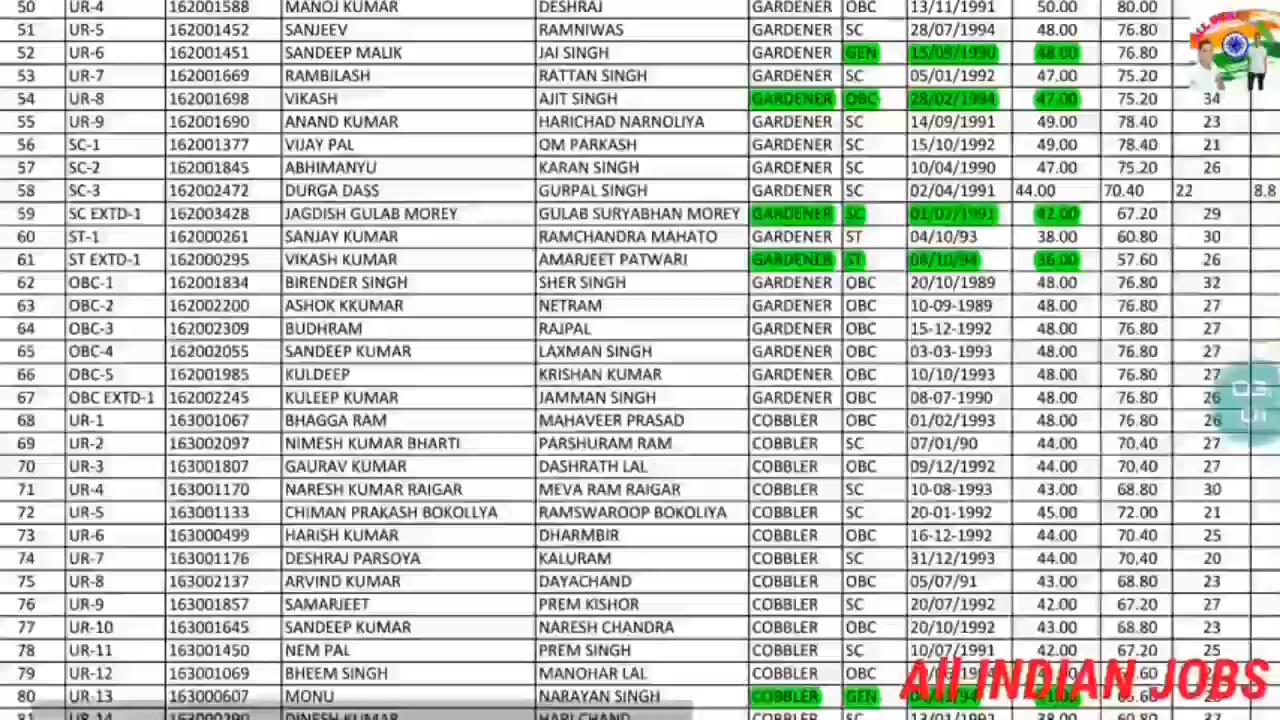 50 UR-4 162001588 MANOJ KUMAR DESHRAJ GARDENER OBC 13/11/1991 50.00 80.00
51 UR-5 162001452 SANJEEV RAMNIWAS GARDENER SC 28/07/1994 48.00 76.80
52 UR-6 162001451 SANDEEP MALIK JAI SINGH GARDENER GEN 15/05/1990 48.00 76.80
53 UR-7 162001669 RAMBILASH RATTAN SINGH GARDENER SC 05/01/1992 47.00 75.20
54 UR-8 162001698 VIKASH AJIT SINGH GARDENER OBC 28/02/1994 47.00 75.20 34
55 UR-9 162001690 ANAND KUMAR HARICHAD NARNOLIYA GARDENER SC 14/09/1991 49.00 78.40 23
56 SC-1 162001377 VIJAY PAL OM PARKASH GARDENER SC 15/10/1992 49.00 78.40 21
57 SC-2 162001845 ABHIMANYU KARAN SINGH GARDENER SC 10/04/1990 47.00 75.20 26
58 SC-3 162002472 DURGA DASS GURPAL SINGH GARDENER SC 02/04/1991 44.00 70.40 22 8.8
59 SC EXTD-1 162003428 JAGDISH GULAB MOREY GULAB SURYABHAN MOREY GARDENER SC 42.00 67.20 29
60 ST-1 162000261 SANJAY KUMAR RAMCHANDRA MAHATO GARDENER ST 04/10/93 38.00 60.80 30
61 ST EXTD-1 162000295 VIKASH KUMAR AMARJEET PATWARI GARDENER ST 08/10/94 36.00 57.60 26
62 OBC-1 162001834 BIRENDER SINGH SHER SINGH GARDENER OBC 20/10/1989 48.00 76.80 32
63 OBC-2 162002200 ASHOK KKUMAR NETRAM GARDENER OBC 10-09-1989 48.00 76.80 27
64 OBC-3 162002309 BUDHRAM RAJPAL GARDENER OBC 15-12-1992 48.00 76.80 27
65 OBC-4 162002055 SANDEEP KUMAR LAXMAN SINGH GARDENER OBC 03-03-1993 48.00 76.80 27
66 OBC-5 162001985 KULDEEP KRISHAN KUMAR GARDENER OBC 10/10/1993 48.00 76.80 27
67 OBC EXTD-1 162002245 KULEEP KUMAR JAMMAN SINGH GARDENER OBC 08-07-1990 48.00 76.80 26
68 UR-1 163001067 BHAGGA RAM MAHAVEER PRASAD COBBLER OBC 01/02/1993 48.00 76.80 26
69 UR-2 163002097 NIMESH KUMAR BHARTI PARSHURAM RAM COBBLER SC 07/01/90 44.00 70.40 27
70 UR-3 163001807 GAURAV KUMAR DASHRATH LAL COBBLER OBC 09/12/1992 44.00 70.40 27
71 UR-4 163001170 NARESH KUMAR RAIGAR MEVA RAM RAIGAR COBBLER SC 10-08-1993 43.00 68.80 30
72 UR-5 163001133 CHIMAN PRAKASH BOKOLLYA RAMSWAROOP BOKOLIYA COBBLER SC 20-01-1992 45.00 72.00 21
73 UR-6 163000499 HARISH KUMAR DHARMBIR COBBLER OBC 16-12-1992 44.00 70.40 25
74 UR-7 163001176 DESHRAJ PARSOYA KALURAM COBBLER SC 31/12/1993 44.00 70.40 20
75 UR-8 163002137 ARVIND KUMAR DAYACHAND COBBLER OBC 05/07/91 43.00 68.80 23
76 UR-9 163001857 SAMARJEET PREM KISHOR COBBLER SC 20/07/1992 42.00 67.20 27
77 UR-10 163001645 SANDEEP KUMAR NARESH CHANDRA COBBLER OBC 20/10/1992 43.00 68.80 23
78 UR-11 163001450 NEM PAL PREM SINGH COBBLER SC 10/07/1991 42.00 67.20 25
79 UR-12 163001069 BHEEM SINGH MANOHAR LAL COBBLER OBC
All INDIAN JOBS
80 UR-13 163000607 MONU NARAYAN SINGH COBBLER GEN